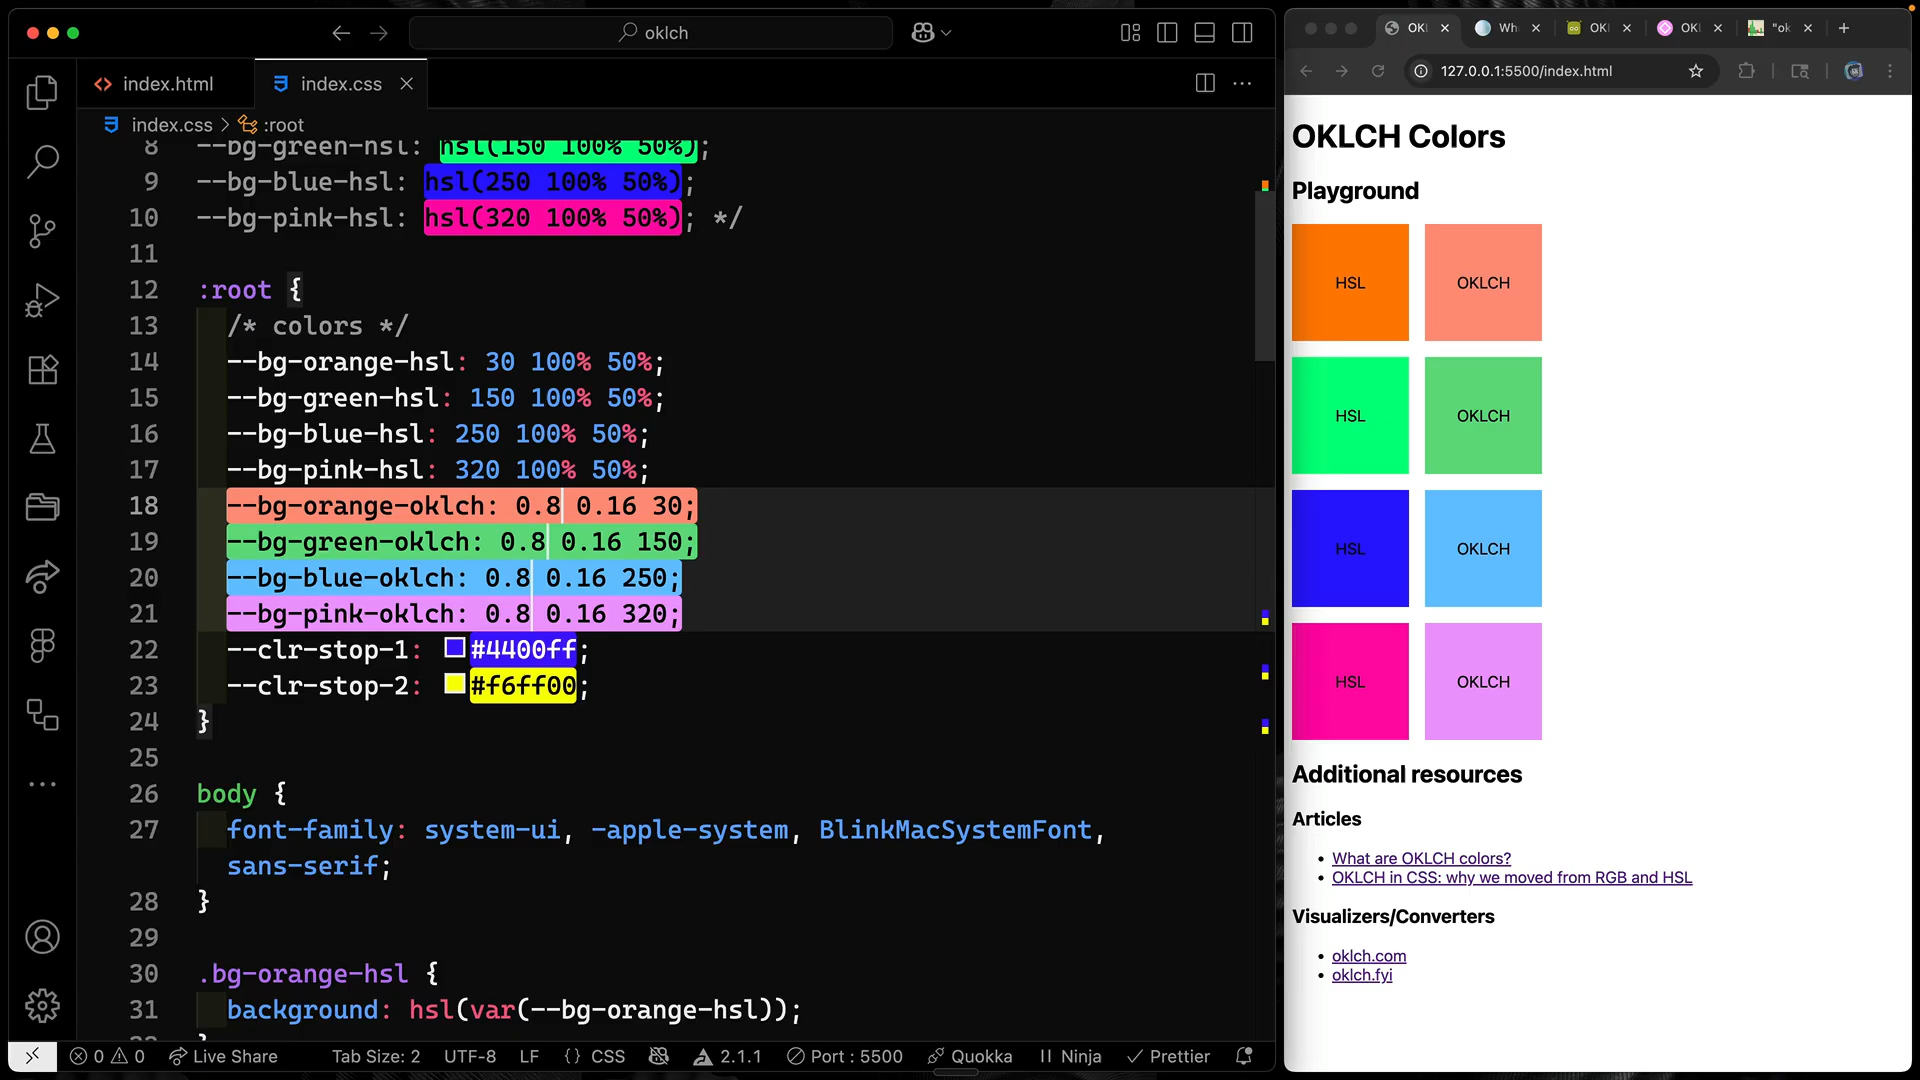 oklch
index.html
index.css
index.css > :root
8 --bg-green-hsl: hsl(150 100% 50%);
9 --bg-blue-hsl: hsl(250 100% 50%);
10 --bg-pink-hsl: hsl(320 100% 50%); */
11
12 :root {
13 /* colors */
14 --bg-orange-hsl: 30 100% 50%;
15 --bg-green-hsl: 150 100% 50%;
16 --bg-blue-hsl: 250 100% 50%;
17 --bg-pink-hsl: 320 100% 50%;
18 --bg-orange-oklch: 0.8 0.16 30;
19 --bg-green-oklch: 0.8 0.16 150;
20 --bg-blue-oklch: 0.8 0.16 250;
21 --bg-pink-oklch: 0.8 0.16 320;
22 --clr-stop-1: #4400ff;
23 --clr-stop-2: #f6ff00;
24 }
25
26 body {
27 font-family: system-ui, -apple-system, BlinkMacSystemFont,
sans-serif;
28 }
29
30 .bg-orange-hsl {
31 background: hsl(var(--bg-orange-hsl));
0 0 Live Share Tab Size: 2 UTF-8 LF {} CSS 2.1.1 Port : 5500 Quokka Ninja Prettier
OKL Wh OKL OKL "ok
127.0.0.1:5500/index.html
OKLCH Colors
Playground
HSL OKLCH
HSL OKLCH
HSL OKLCH
HSL OKLCH
Additional resources
Articles
• What are OKLCH colors?
• OKLCH in CSS: why we moved from RGB and HSL
Visualizers/Converters
• oklch.com
• oklch.fyi